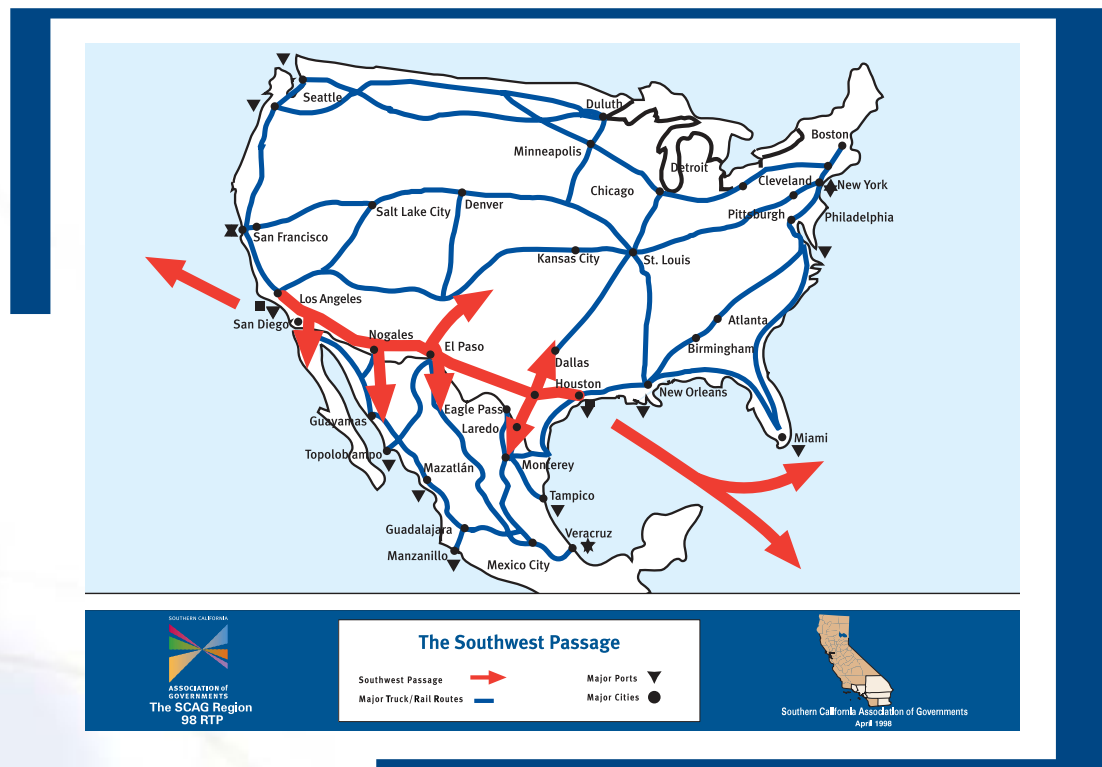 Seattle
Duluth
Boston
Minneapolis
Detroit
Cleveland
New York
Chicago
Pittsburgh
Philadelphia
Salt Lake City
Denver
San Francisco
Kansas City
St. Louis
Los Angeles
San Diego
Nogales
El Paso
Atlanta
Birmingham
Dallas
Houston
New Orleans
Eagle Pass
Laredo
Guayamas
Miami
Topolobampo
Mazatlán
Monterey
Tampico
Guadalajara
Veracruz
Manzanillo
Mexico City
SOUTHERN CALIFORNIA
ASSOCIATION of
GOVERNMENTS
The SCAG Region
98 RTP
The Southwest Passage
Southwest Passage
Major Ports
Major Truck/Rail Routes
Major Cities
Southern California Association of Governments
April 1998